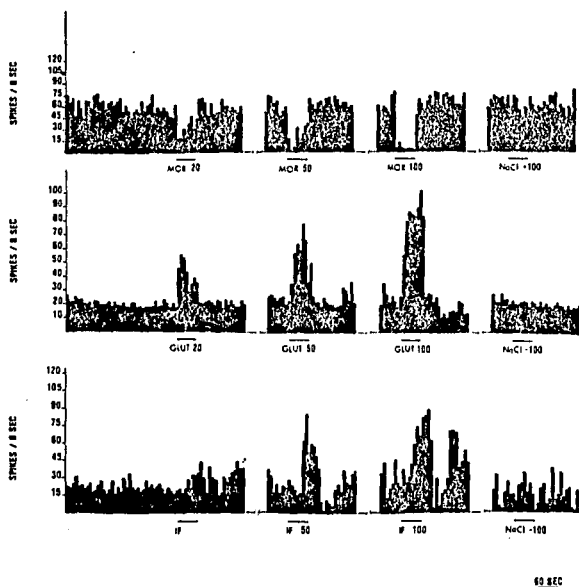 SPIKES / 8 SEC
120
105
90
75
60
45
30
15
MOR 20
MOR 50
MOR 100
NaCl +100
SPIKES / 8 SEC
100
90
80
70
60
50
40
30
20
10
GLUT 20
GLUT 50
GLUT 100
NaCl -100
SPIKES / 8 SEC
120
105
90
75
60
45
30
15
IF
IF 50
IF 100
NaCl -100
60 SEC